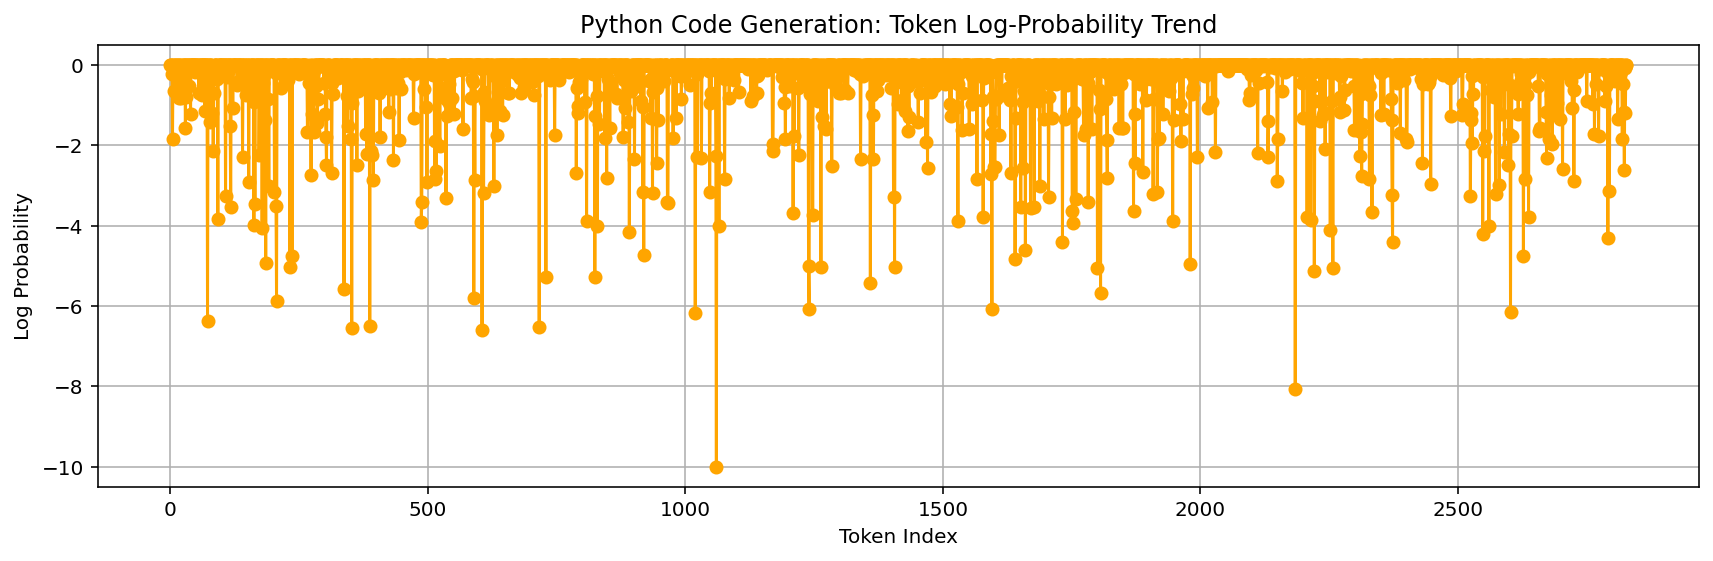 Python Code Generation: Token Log-Probability Trend
0
−2
−4
−6
−8
−10
Log Probability
0 500 1000 1500 2000 2500
Token Index